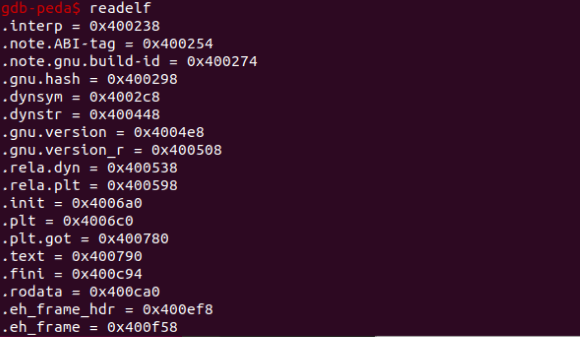 gdb-peda$ readelf
.interp = 0x400238
.note.ABI-tag = 0x400254
.note.gnu.build-id = 0x400274
.gnu.hash = 0x400298
.dynsym = 0x4002c8
.dynstr = 0x400448
.gnu.version = 0x4004e8
.gnu.version_r = 0x400508
.rela.dyn = 0x400538
.rela.plt = 0x400598
.init = 0x4006a0
.plt = 0x4006c0
.plt.got = 0x400780
.text = 0x400790
.fini = 0x400c94
.rodata = 0x400ca0
.eh_frame_hdr = 0x400ef8
.eh_frame = 0x400f58